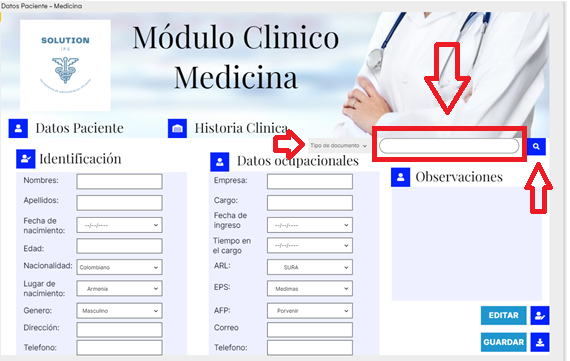 Datos Paciente - Medicina
SOLUTION
IPS
Módulo Clinico
Medicina
Datos Paciente
Historia Clinica
Tipo de documento
Identificación
Datos ocupacionales
Observaciones
Nombres:
Empresa:
Apellidos:
Cargo:
Fecha de
nacimiento:
--/--/----
Fecha de
ingreso
--/--/----
Edad:
Tiempo en
el cargo
--/--/----
Nacionalidad:
Colombiano
ARL:
SURA
Lugar de
nacimiento:
Armenia
EPS:
Medimas
Genero:
Masculino
AFP:
Porvenir
EDITAR
Dirección:
Correo
Telefono:
Telefono:
GUARDAR